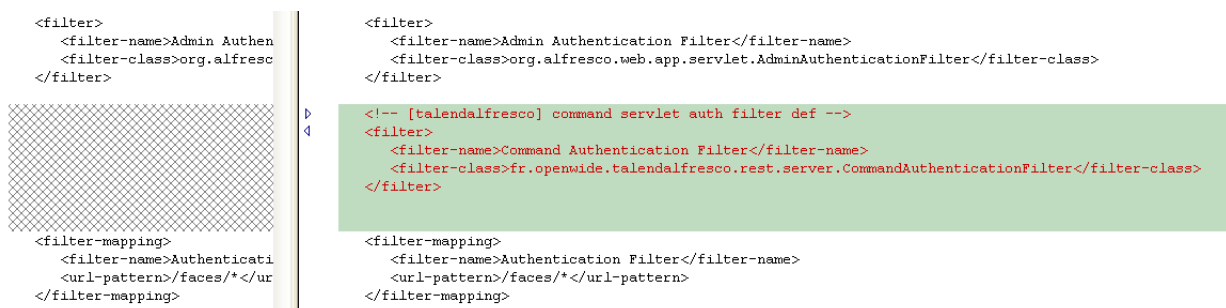 <filter>
<filter-name>Admin Authen
<filter-class>org.alfresc
</filter>
<filter-mapping>
<filter-name>Authenticati
<url-pattern>/faces/*</ur
</filter-mapping>
<filter>
<filter-name>Admin Authentication Filter</filter-name>
<filter-class>org.alfresco.web.app.servlet.AdminAuthenticationFilter</filter-class>
</filter>
<!-- [talendalfresco] command servlet auth filter def -->
<filter>
<filter-name>Command Authentication Filter</filter-name>
<filter-class>fr.openwide.talendalfresco.rest.server.CommandAuthenticationFilter</filter-class>
</filter>
<filter-mapping>
<filter-name>Authentication Filter</filter-name>
<url-pattern>/faces/*</url-pattern>
</filter-mapping>